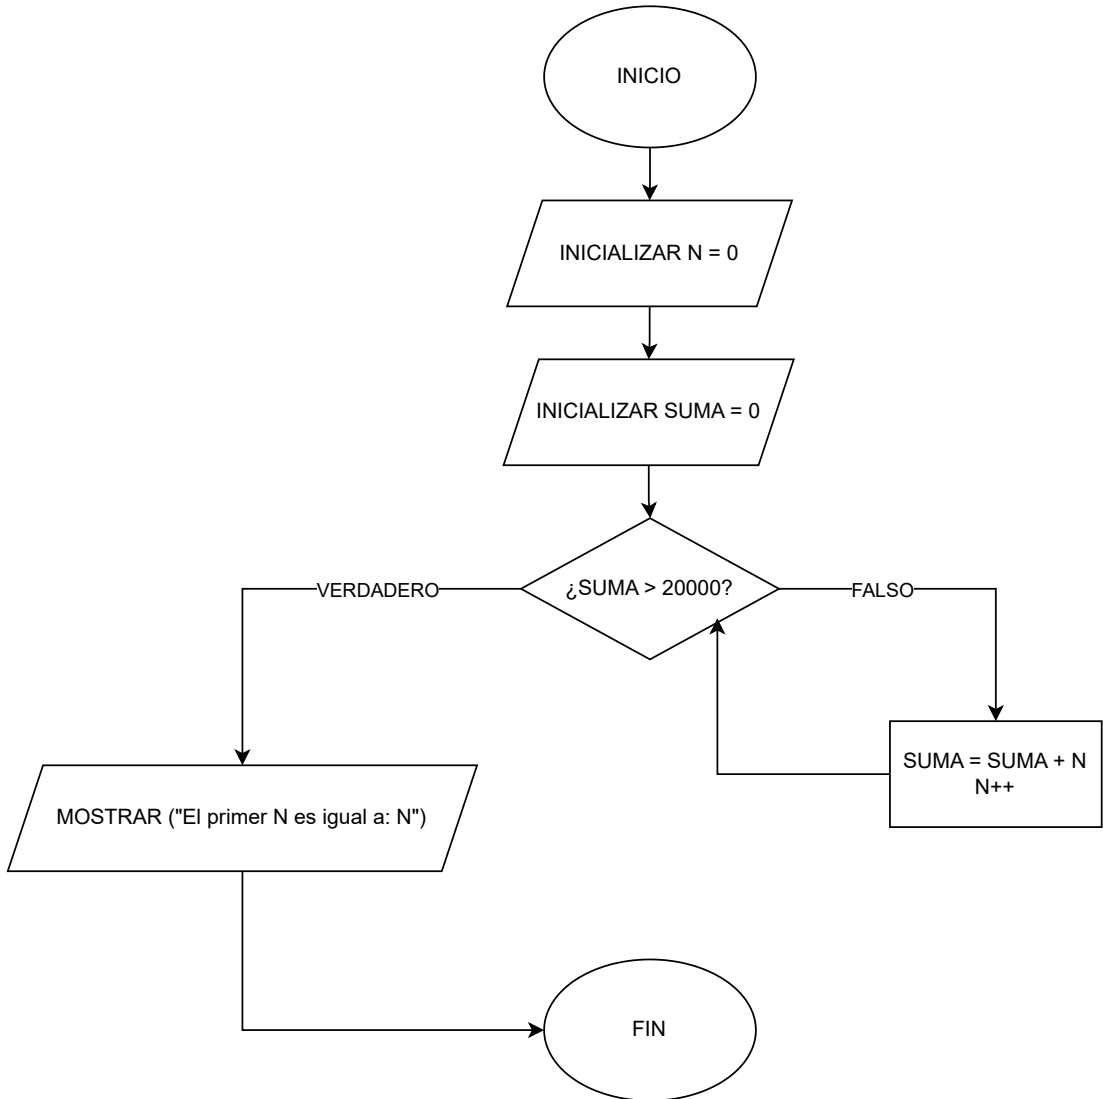 INICIO
INICIALIZAR N = 0
INICIALIZAR SUMA = 0
¿SUMA > 20000?
VERDADERO
FALSO
SUMA = SUMA + N
N++
MOSTRAR ("El primer N es igual a: N")
FIN